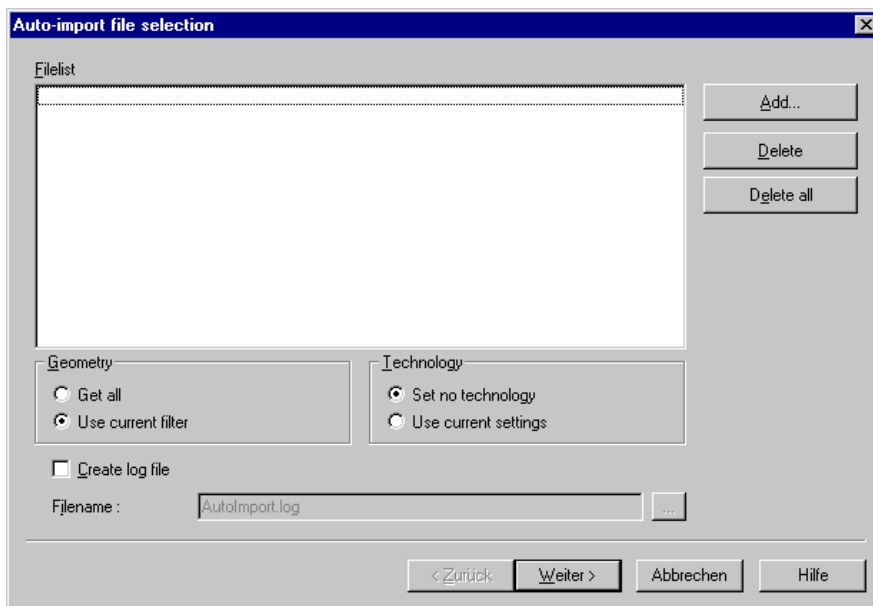 Auto-import file selection
Filelist
Add...
Delete
Delete all
Geometry
Get all
Use current filter
Technology
Set no technology
Use current settings
Create log file
Filename :
AutoImport.log
...
< Zurück
Weiter >
Abbrechen
Hilfe